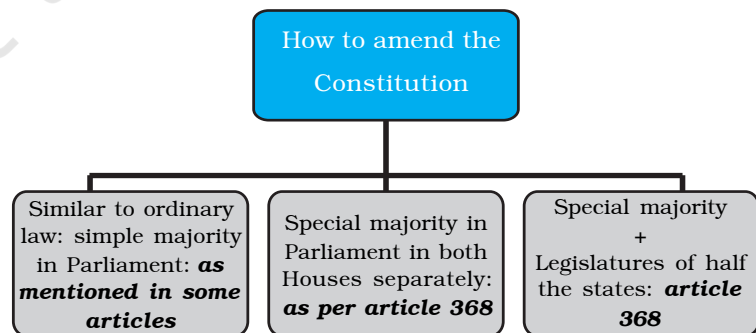 How to amend the
Constitution
Similar to ordinary
law: simple majority
in Parliament: as
mentioned in some
articles
Special majority in
Parliament in both
Houses separately:
as per article 368
Special majority
+
Legislatures of half
the states: article
368